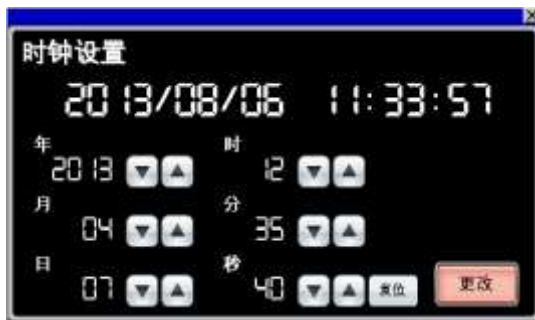 时钟设置
2013/08/06 11:33:57
年 时
2013 12
月 分
04 35
日 秒
07 40 复位 更改